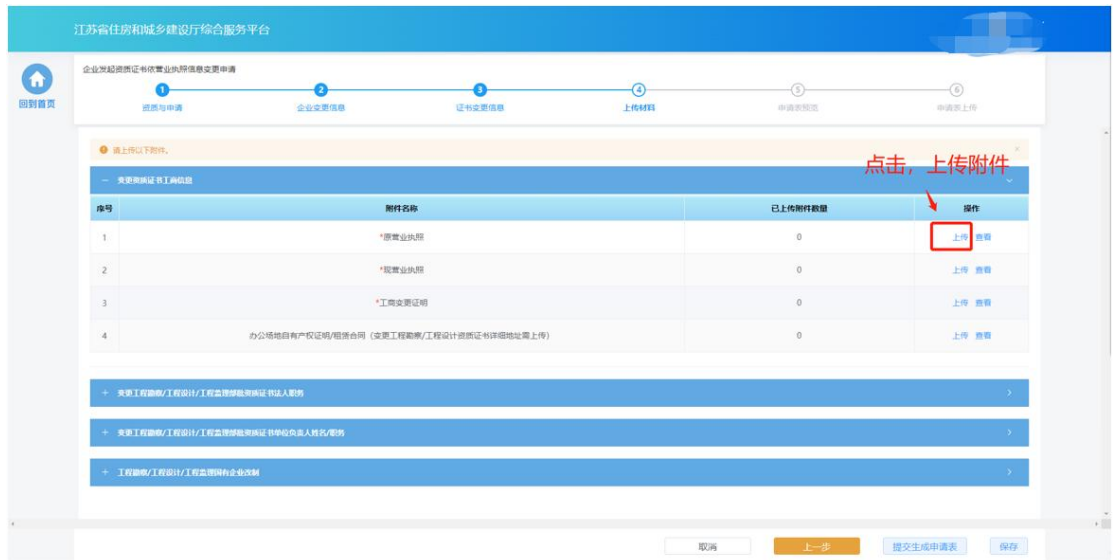 江苏省住房和城乡建设厅综合服务平台
回到首页
企业发起资质证书依营业执照信息变更申请
1 2 3 4 5 6
资质与申请 企业变更信息 证书变更信息 上传材料 申请表预览 申请表上传
请上传以下附件。 ×
点击，上传附件
变更资质证书工商信息
序号 附件名称 已上传附件数量 操作
1 *原营业执照 0 上传 查看
2 *现营业执照 0 上传 查看
3 *工商变更证明 0 上传 查看
4 办公场地自有产权证明/租赁合同（变更工程勘察/工程设计资质证书详细地址需上传） 0 上传 查看
变更工程勘察/工程设计/工程监理部批资质证书法人职务
变更工程勘察/工程设计/工程监理部批资质证书单位负责人姓名/职务
工程勘察/工程设计/工程监理国有企业改制
取消 上一步 提交生成申请表 保存